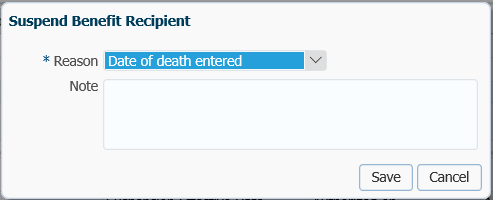 Suspend Benefit Recipient
* Reason Date of death entered
Note
Save Cancel